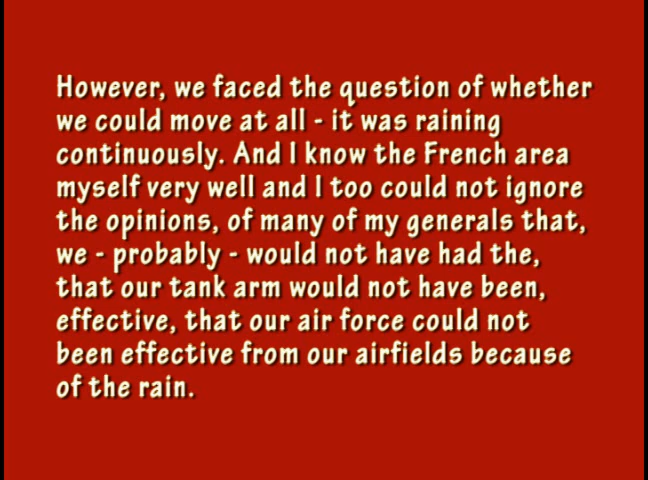 However, we faced the question of whether
we could move at all - it was raining
continuously. And I know the French area
myself very well and I too could not ignore
the opinions, of many of my generals that,
we - probably - would not have had the,
that our tank arm would not have been,
effective, that our air force could not
been effective from our airfields because
of the rain.